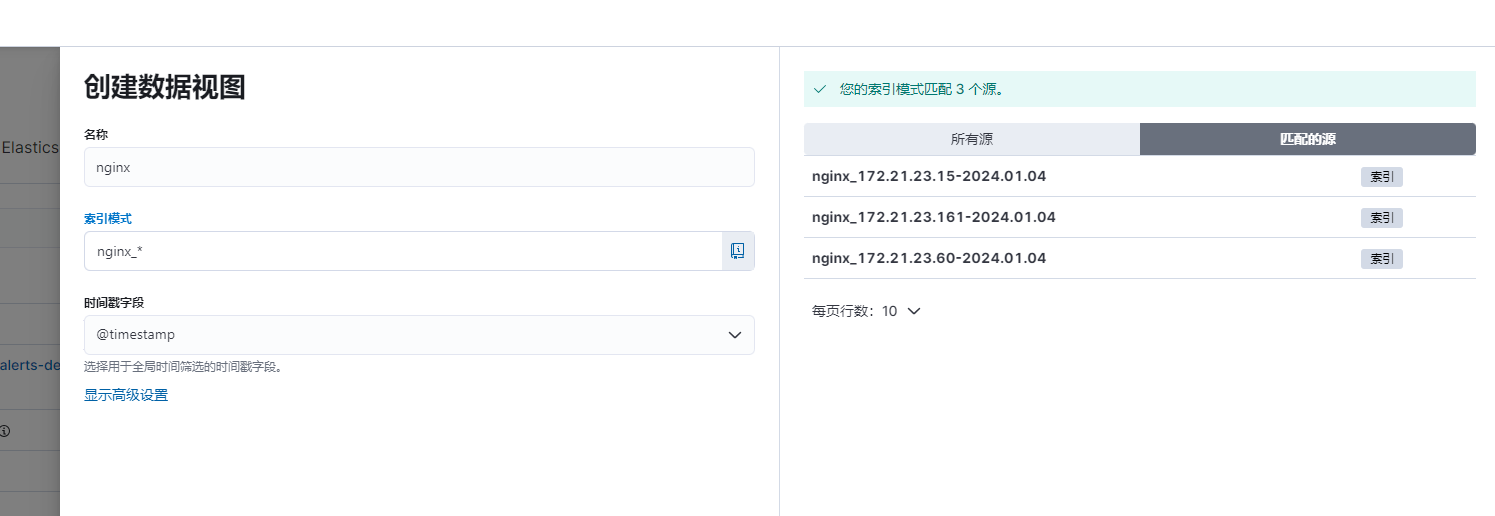 Elastics
alerts-de
创建数据视图
名称
nginx
索引模式
nginx_*
时间戳字段
@timestamp
选择用于全局时间筛选的时间戳字段。
显示高级设置
您的索引模式匹配 3 个源。
所有源 匹配的源
nginx_172.21.23.15-2024.01.04 索引
nginx_172.21.23.161-2024.01.04 索引
nginx_172.21.23.60-2024.01.04 索引
每页行数：10